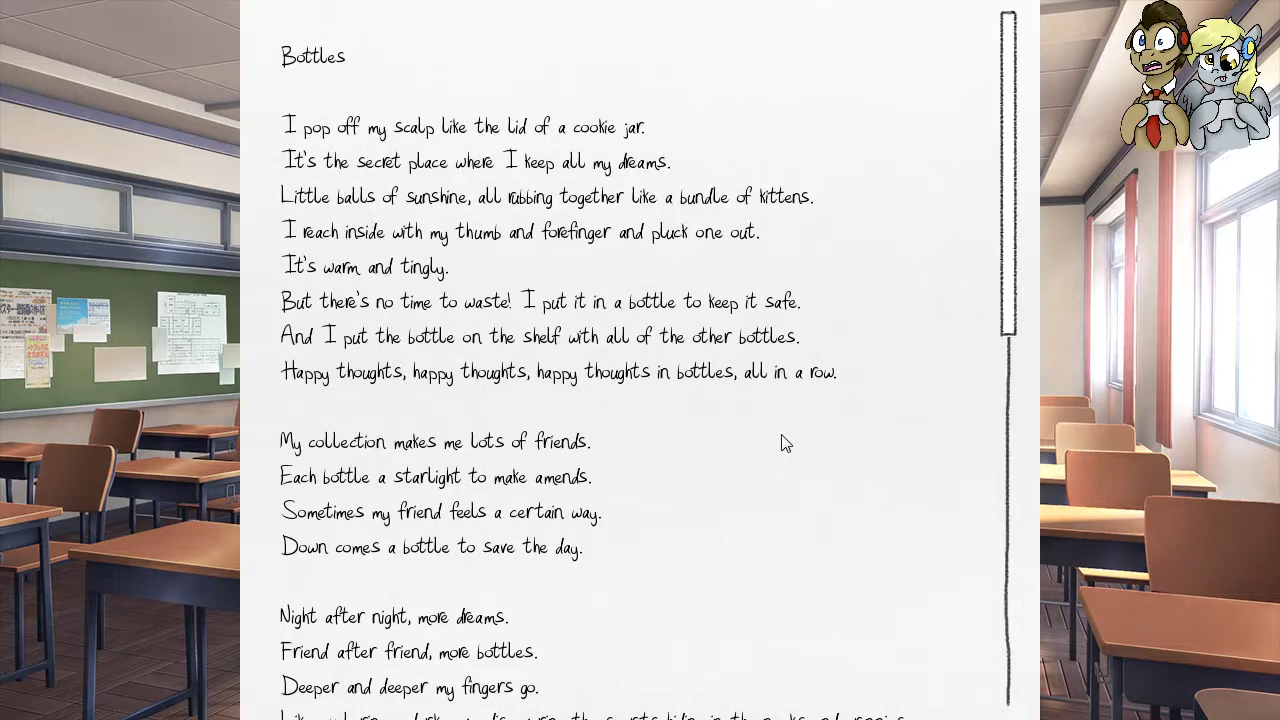 Bottles
I pop off my scalp like the lid of a cookie jar.
It's the secret place where I keep all my dreams.
Little balls of sunshine, all rubbing together like a bundle of kittens.
I reach inside with my thumb and forefinger and pluck one out.
It's warm and tingly.
But there's no time to waste! I put it in a bottle to keep it safe.
And I put the bottle on the shelf with all of the other bottles.
Happy thoughts, happy thoughts, happy thoughts in bottles, all in a row.
My collection makes me lots of friends.
Each bottle a starlight to make amends.
Sometimes my friend feels a certain way.
Down comes a bottle to save the day.
Night after night, more dreams.
Friend after friend, more bottles.
Deeper and deeper my fingers go.